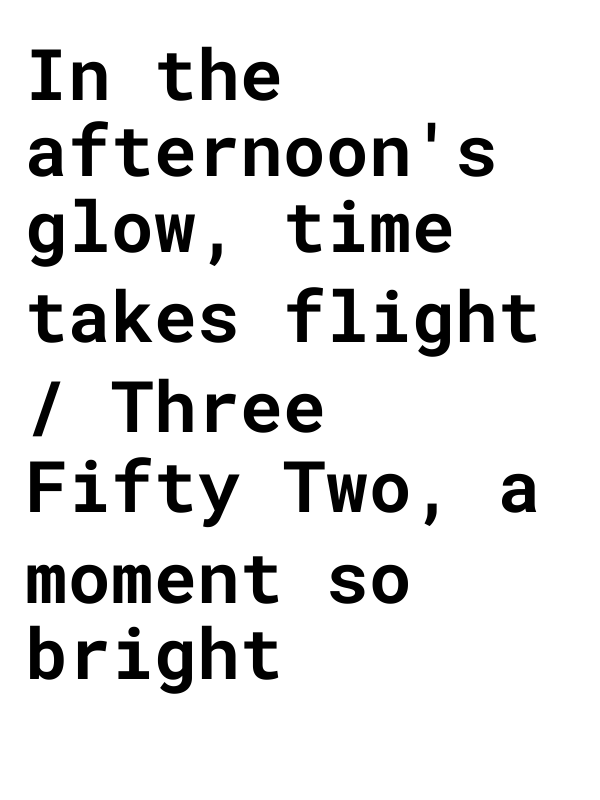 In the
afternoon's
glow, time
takes flight
/ Three
Fifty Two, a
moment so
bright